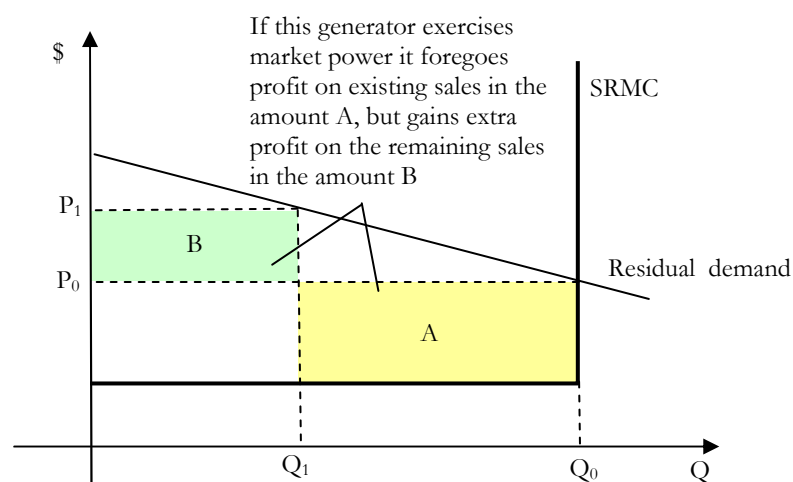 If this generator exercises
market power it foregoes
profit on existing sales in the
amount A, but gains extra
profit on the remaining sales
in the amount B
$
SRMC
P1
B
P0
Residual demand
A
Q1
Q0
Q